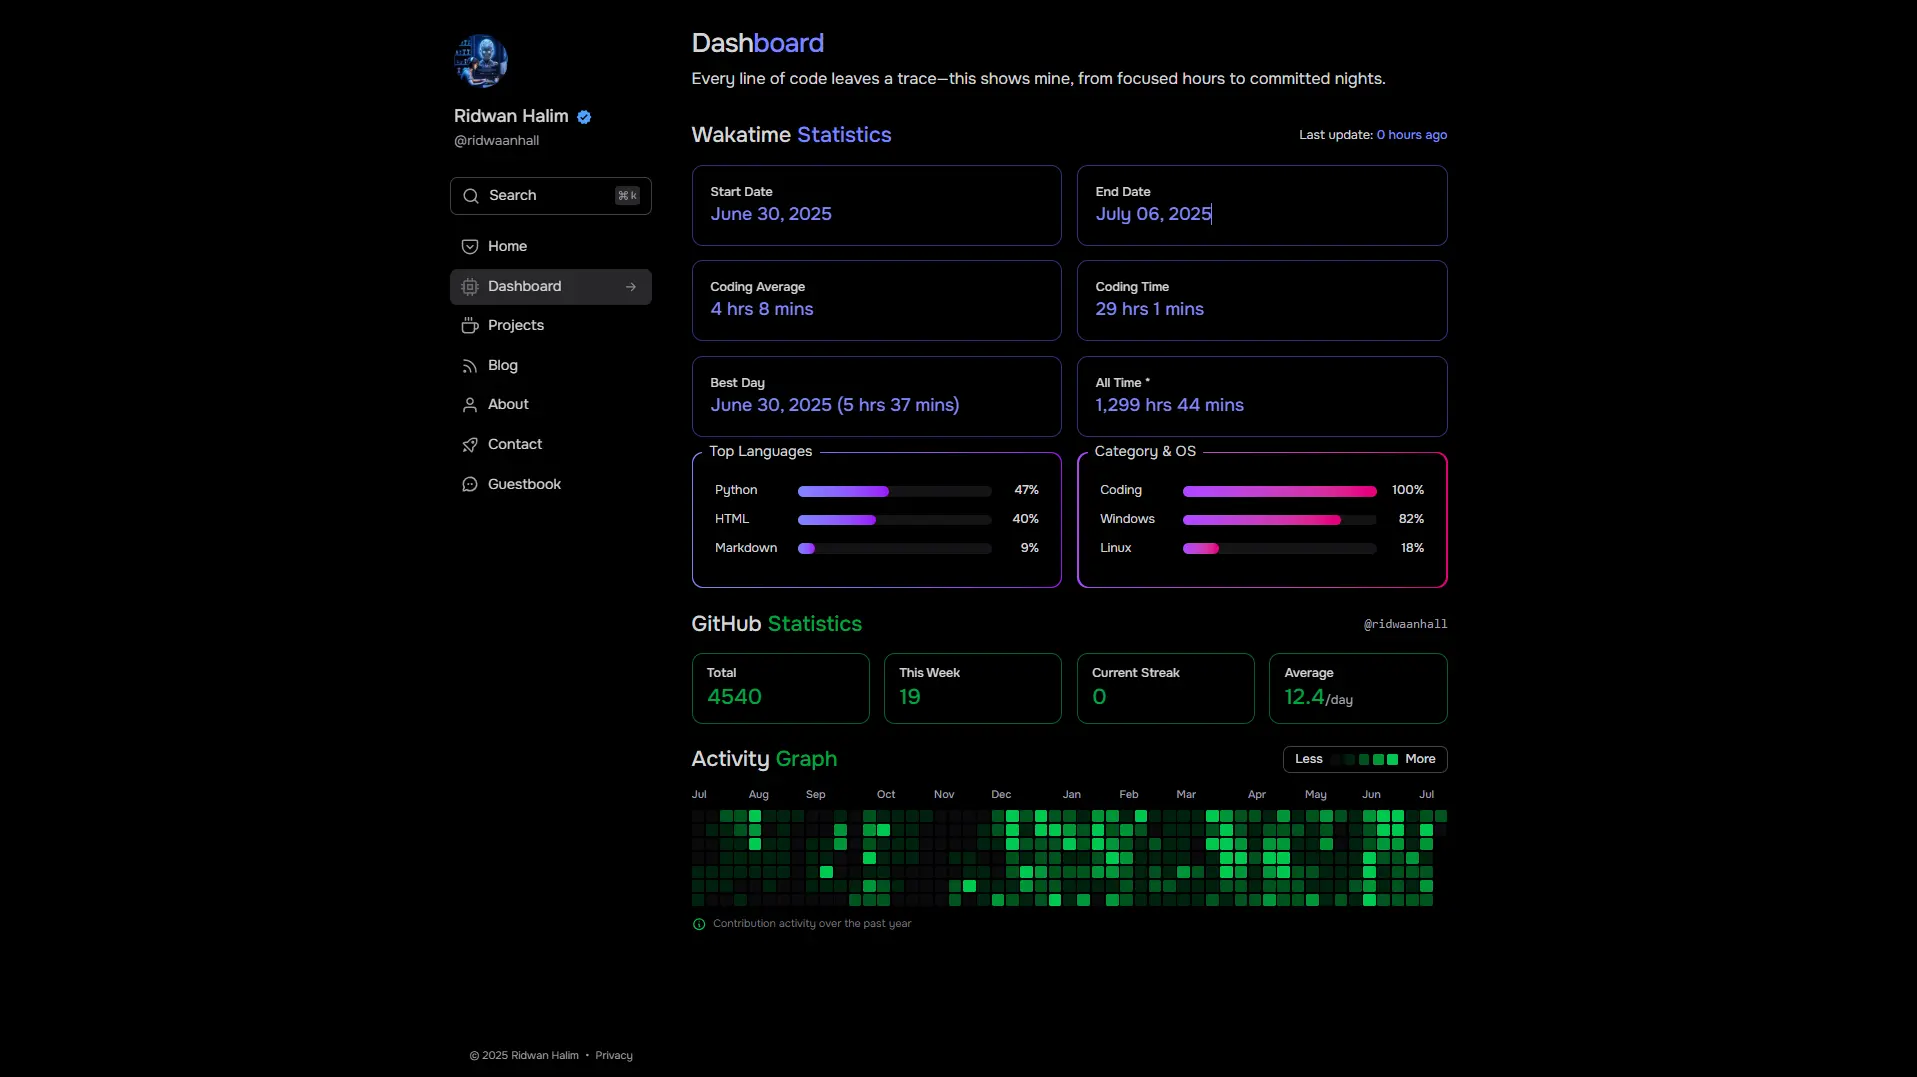 Ridwan Halim
@ridwaanhall
Search ⌘ k
Home
Dashboard
Projects
Blog
About
Contact
Guestbook
© 2025 Ridwan Halim • Privacy
Dashboard
Every line of code leaves a trace—this shows mine, from focused hours to committed nights.
Wakatime Statistics
Last update: 0 hours ago
Start Date
June 30, 2025
End Date
July 06, 2025
Coding Average
4 hrs 8 mins
Coding Time
29 hrs 1 mins
Best Day
June 30, 2025 (5 hrs 37 mins)
All Time *
1,299 hrs 44 mins
Top Languages
Python 47%
HTML 40%
Markdown 9%
Category & OS
Coding 100%
Windows 82%
Linux 18%
GitHub Statistics
@ridwaanhall
Total
4540
This Week
19
Current Streak
0
Average
12.4/day
Activity Graph
Less More
Jul Aug Sep Oct Nov Dec Jan Feb Mar Apr May Jun Jul
Contribution activity over the past year